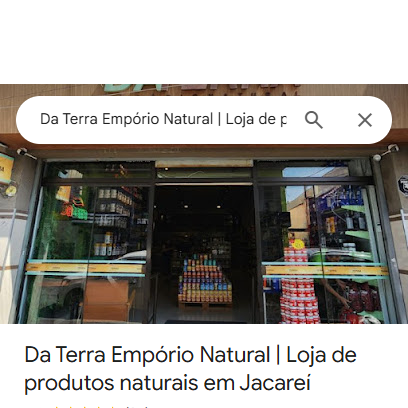 Da Terra Empório Natural | Loja de p
Da Terra Empório Natural | Loja de
produtos naturais em Jacareí